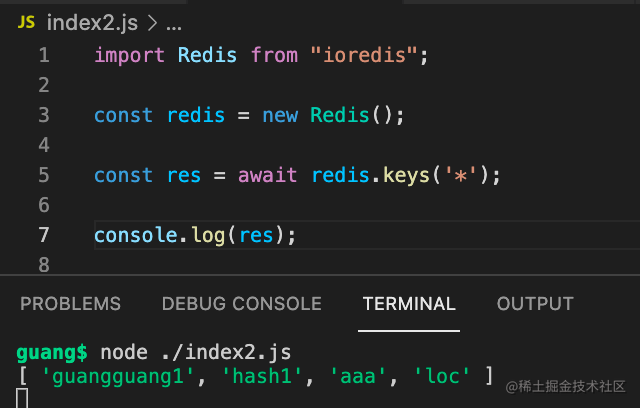 JS index2.js > ...
1 import Redis from "ioredis";
2
3 const redis = new Redis();
4
5 const res = await redis.keys('*');
6
7 console.log(res);
8
PROBLEMS DEBUG CONSOLE TERMINAL OUTPUT
guang$ node ./index2.js
[ 'guangguang1', 'hash1', 'aaa', 'loc' ]
@稀土掘金技术社区